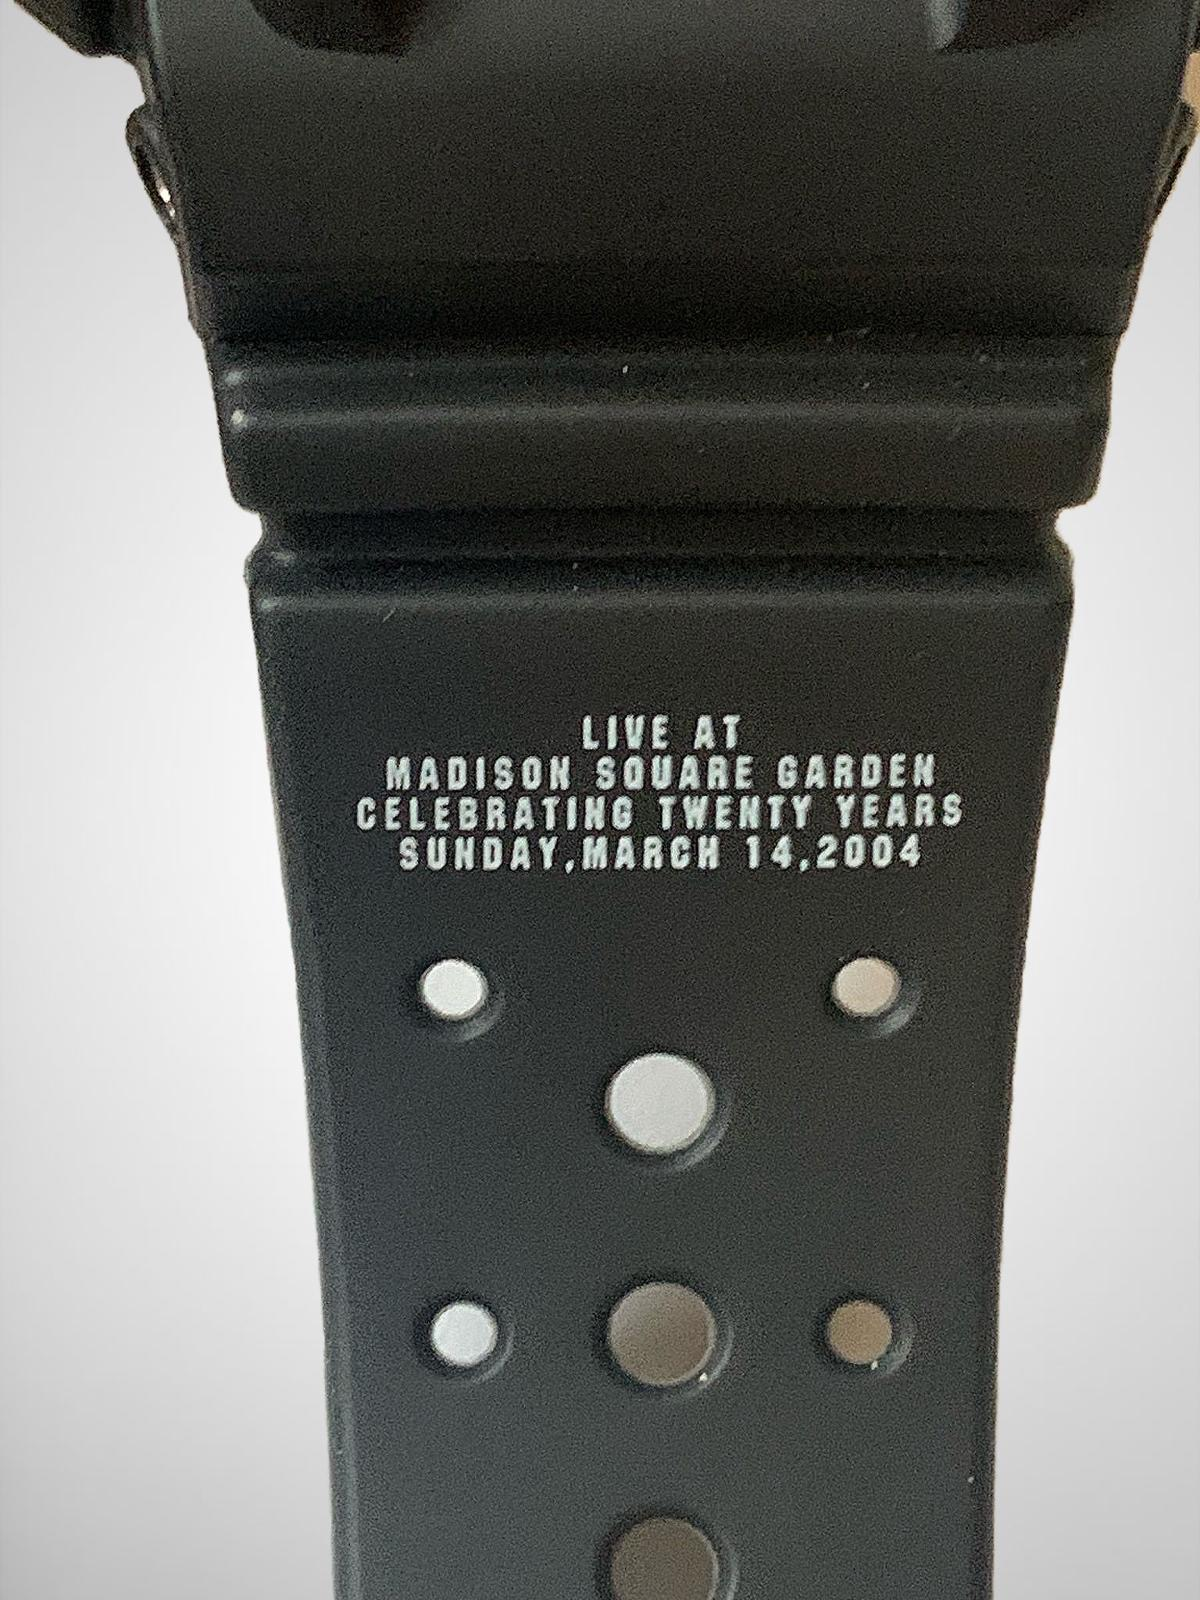 LIVE AT
MADISON SQUARE GARDEN
CELEBRATING TWENTY YEARS
SUNDAY,MARCH 14,2004